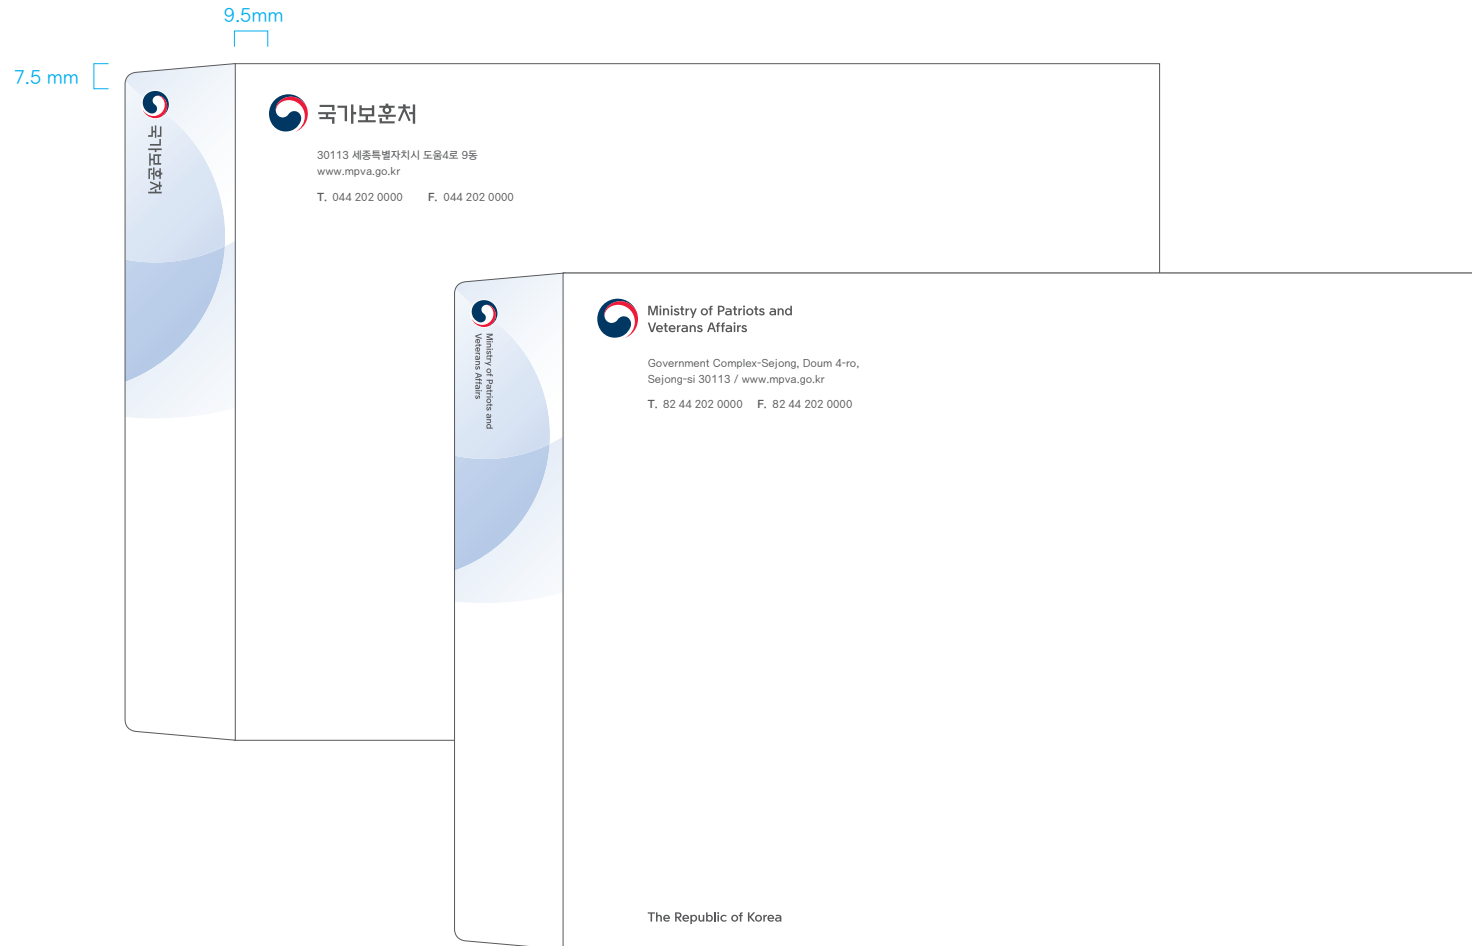 9.5mm
7.5 mm
국가보훈처
국가보훈처
30113 세종특별자치시 도움4로 9동
www.mpva.go.kr
T. 044 202 0000 F. 044 202 0000
Ministry of Patriots and
Veterans Affairs
Ministry of Patriots and
Veterans Affairs
Government Complex-Sejong, Doum 4-ro,
Sejong-si 30113 / www.mpva.go.kr
T. 82 44 202 0000 F. 82 44 202 0000
The Republic of Korea